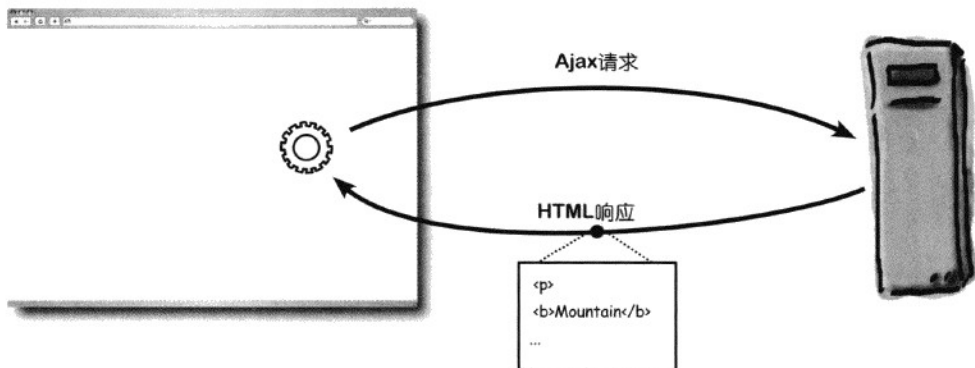 Ajax请求
HTML响应
<p>
<b>Mountain</b>
...